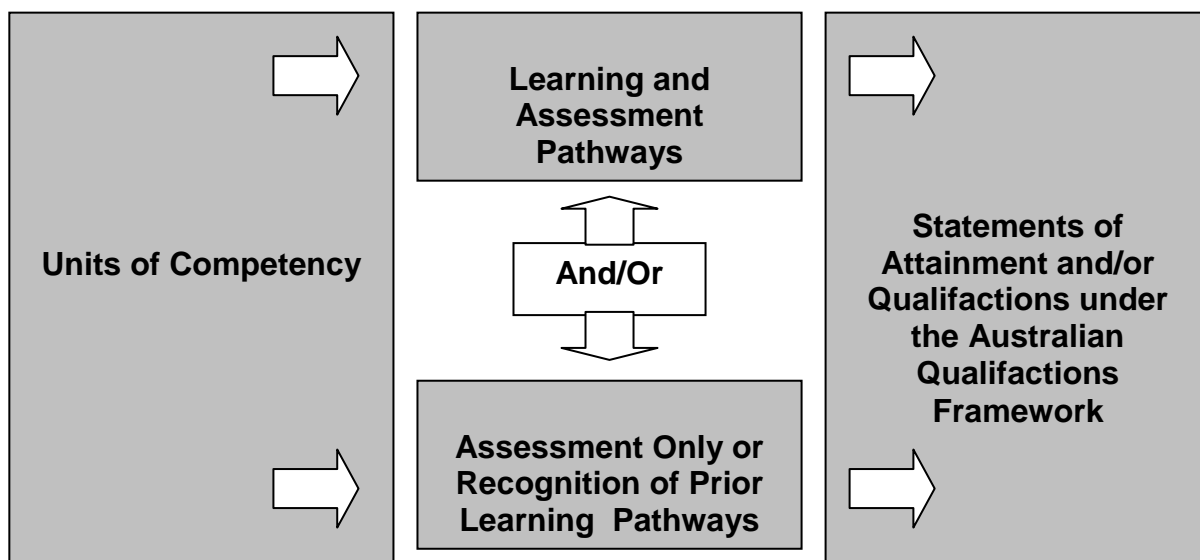 Units of Competency
Learning and
Assessment
Pathways
And/Or
Assessment Only or
Recognition of Prior
Learning Pathways
Statements of
Attainment and/or
Qualifactions under
the Australian
Qualifactions
Framework